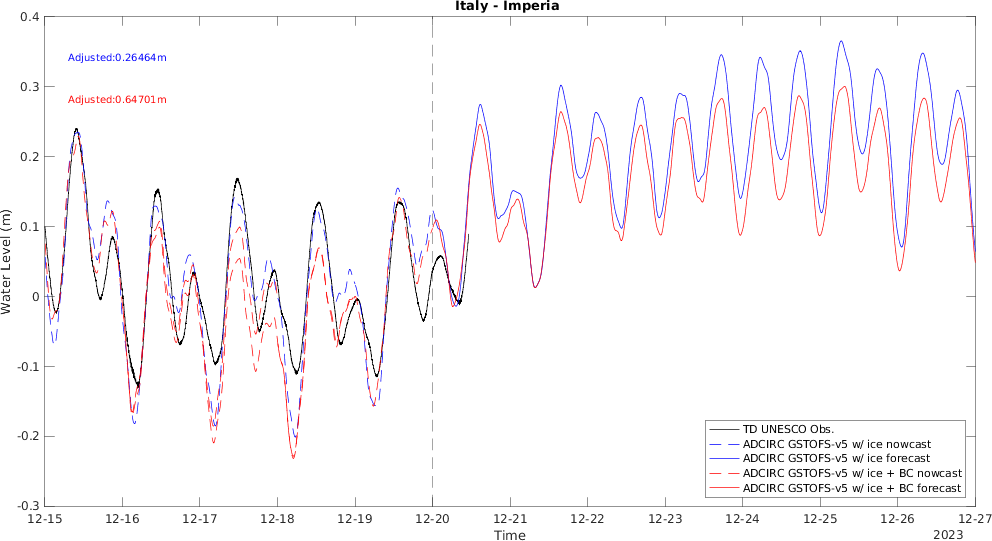 Italy - Imperia
Adjusted:0.26464m
Adjusted:0.64701m
Water Level (m)
0.4
0.3
0.2
0.1
0
-0.1
-0.2
-0.3
TD UNESCO Obs.
ADCIRC GSTOFS-v5 w/ ice nowcast
ADCIRC GSTOFS-v5 w/ ice forecast
ADCIRC GSTOFS-v5 w/ ice + BC nowcast
ADCIRC GSTOFS-v5 w/ ice + BC forecast
12-15 12-16 12-17 12-18 12-19 12-20 12-21 12-22 12-23 12-24 12-25 12-26 12-27
Time
2023